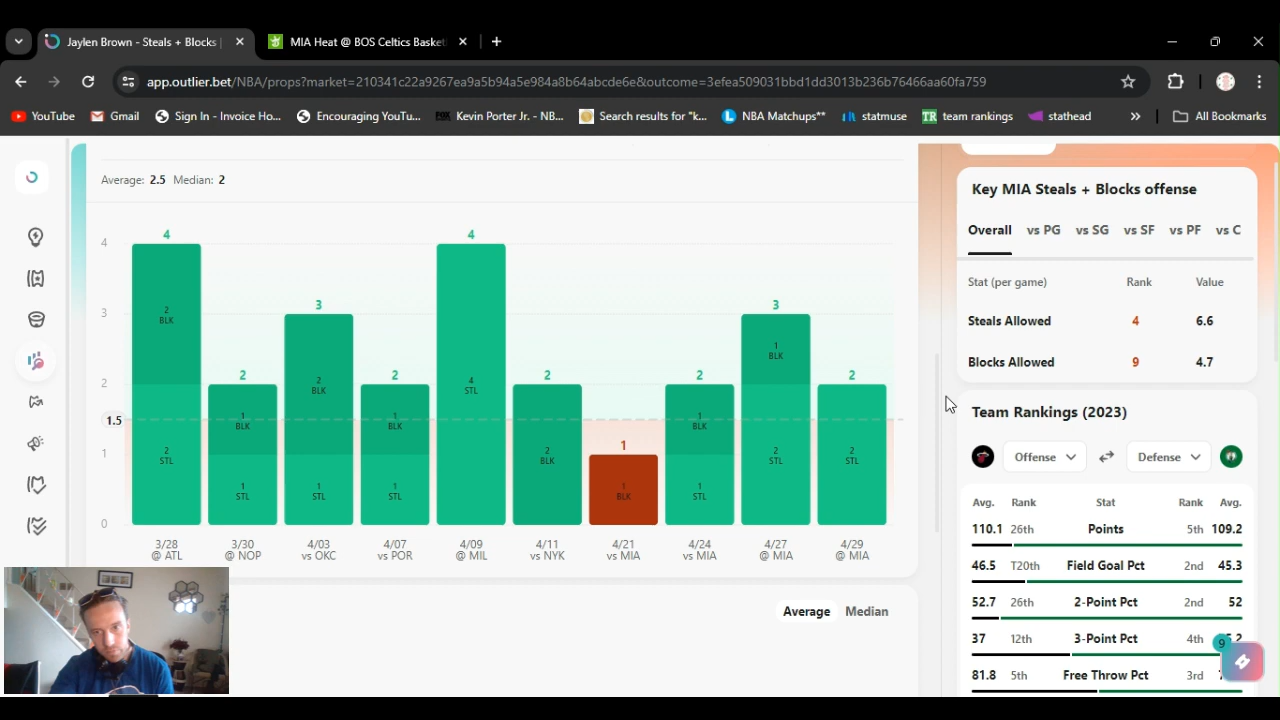 Jaylen Brown - Steals + Blocks |
MIA Heat @ BOS Celtics Basket
app.outlier.bet/NBA/props?market=210341c22a9267ea9a5b94a5e984a8b64abcde6e&outcome=3efea509031bbd1dd3013b236b76466aa60fa759
YouTube
Gmail
Sign In - Invoice Ho...
Encouraging YouTu...
Kevin Porter Jr. - NB...
Search results for "k...
NBA Matchups**
statmuse
team rankings
stathead
»
All Bookmarks
Average: 2.5 Median: 2
4
3
2
1.5
1
0
4
2
BLK
2
STL
2
1
BLK
1
STL
3
2
BLK
1
STL
2
1
BLK
1
STL
4
4
STL
2
2
BLK
1
1
BLK
2
1
BLK
1
STL
3
1
BLK
2
STL
2
2
STL
3/28
@ ATL
3/30
@ NOP
4/03
vs OKC
4/07
vs POR
4/09
@ MIL
4/11
vs NYK
4/21
vs MIA
4/24
vs MIA
4/27
@ MIA
4/29
@ MIA
Average Median
Key MIA Steals + Blocks offense
Overall vs PG vs SG vs SF vs PF vs C
Stat (per game) Rank Value
Steals Allowed 4 6.6
Blocks Allowed 9 4.7
Team Rankings (2023)
Offense Defense
Avg. Rank Stat Rank Avg.
110.1 26th Points 5th 109.2
46.5 T20th Field Goal Pct 2nd 45.3
52.7 26th 2-Point Pct 2nd 52
37 12th 3-Point Pct 4th
9
81.8 5th Free Throw Pct 3rd